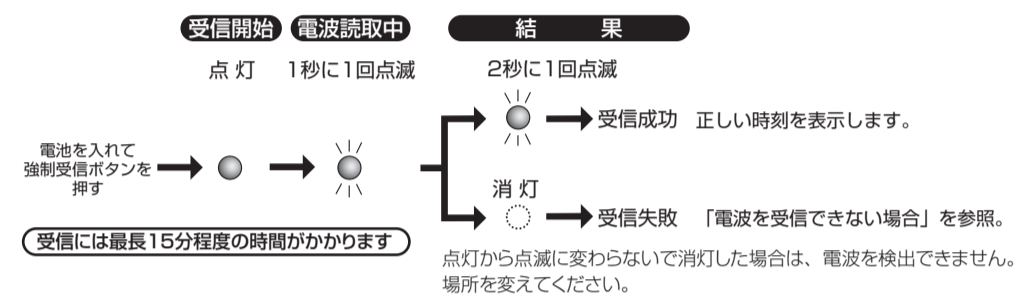 受信開始 電波読取中 結果
点灯 1秒に1回点滅 2秒に1回点滅
受信成功 正しい時刻を表示します。
電池を入れて
強制受信ボタンを
押す
消灯
受信失敗 「電波を受信できない場合」を参照。
受信には最長15分程度の時間がかかります
点灯から点滅に変わらないで消灯した場合は、電波を検出できません。
場所を変えてください。